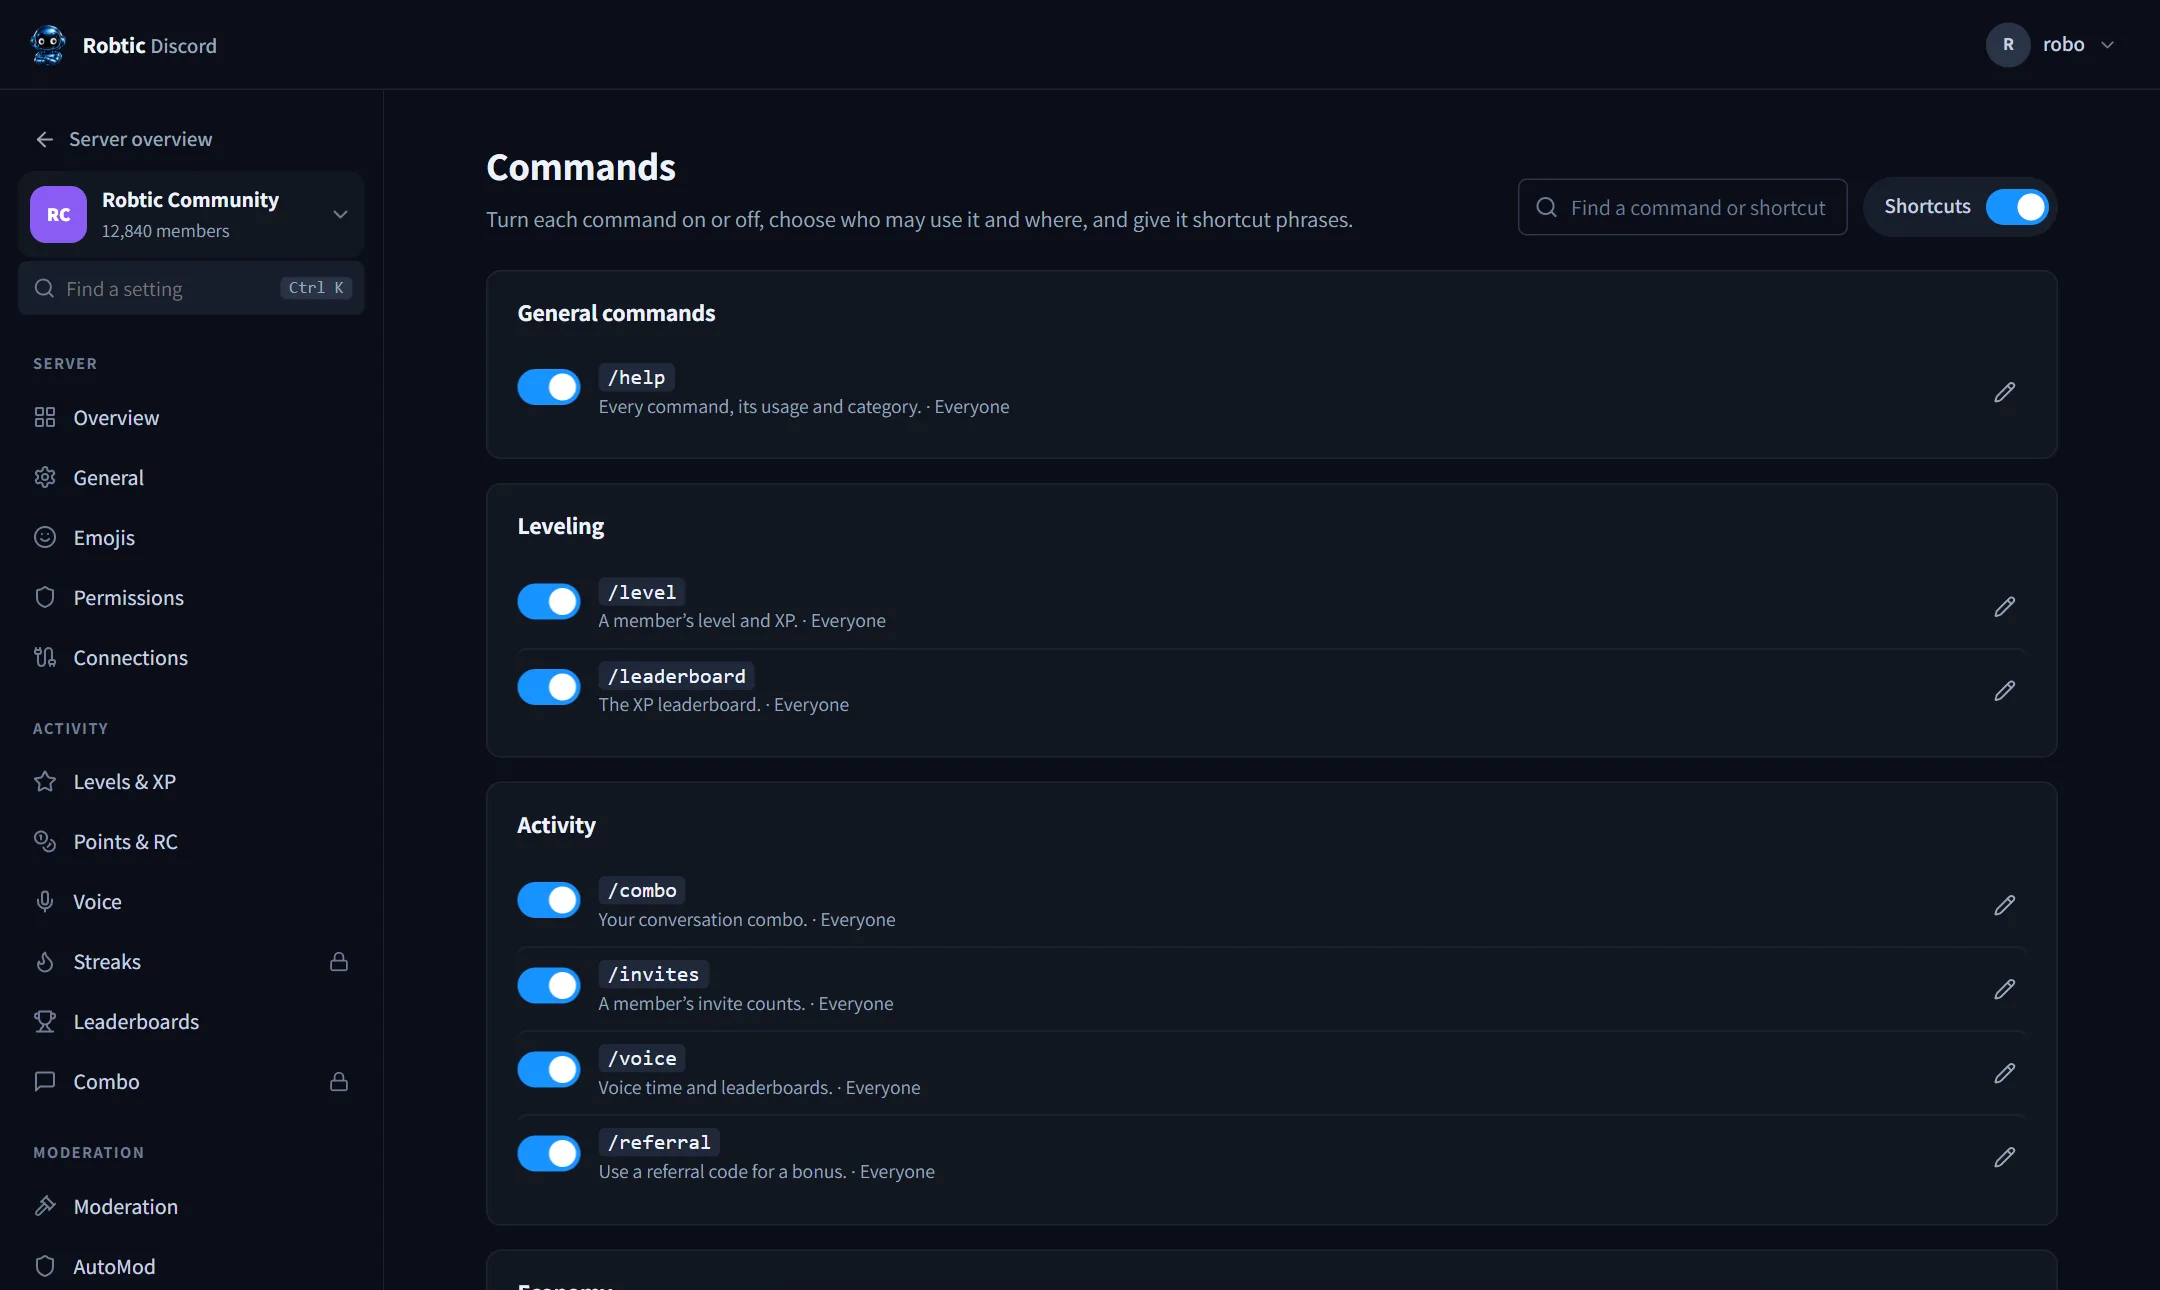 Robtic Discord
R
robo
Server overview
RC
Robtic Community
12,840 members
Find a setting
Ctrl K
SERVER
Overview
General
Emojis
Permissions
Connections
ACTIVITY
Levels & XP
Points & RC
Voice
Streaks
Leaderboards
Combo
MODERATION
Moderation
AutoMod
Commands
Turn each command on or off, choose who may use it and where, and give it shortcut phrases.
Find a command or shortcut
Shortcuts
General commands
/help
Every command, its usage and category. · Everyone
Leveling
/level
A member’s level and XP. · Everyone
/leaderboard
The XP leaderboard. · Everyone
Activity
/combo
Your conversation combo. · Everyone
/invites
A member’s invite counts. · Everyone
/voice
Voice time and leaderboards. · Everyone
/referral
Use a referral code for a bonus. · Everyone
Economy